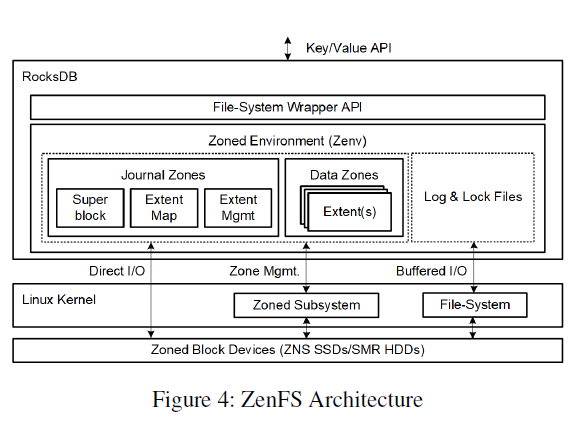 Key/Value API
RocksDB
File-System Wrapper API
Zoned Environment (Zenv)
Journal Zones
Super
block
Extent
Map
Extent
Mgmt
Data Zones
Extent(s)
Log & Lock Files
Direct I/O
Zone Mgmt.
Buffered I/O
Linux Kernel
Zoned Subsystem
File-System
Zoned Block Devices (ZNS SSDs/SMR HDDs)
Figure 4: ZenFS Architecture